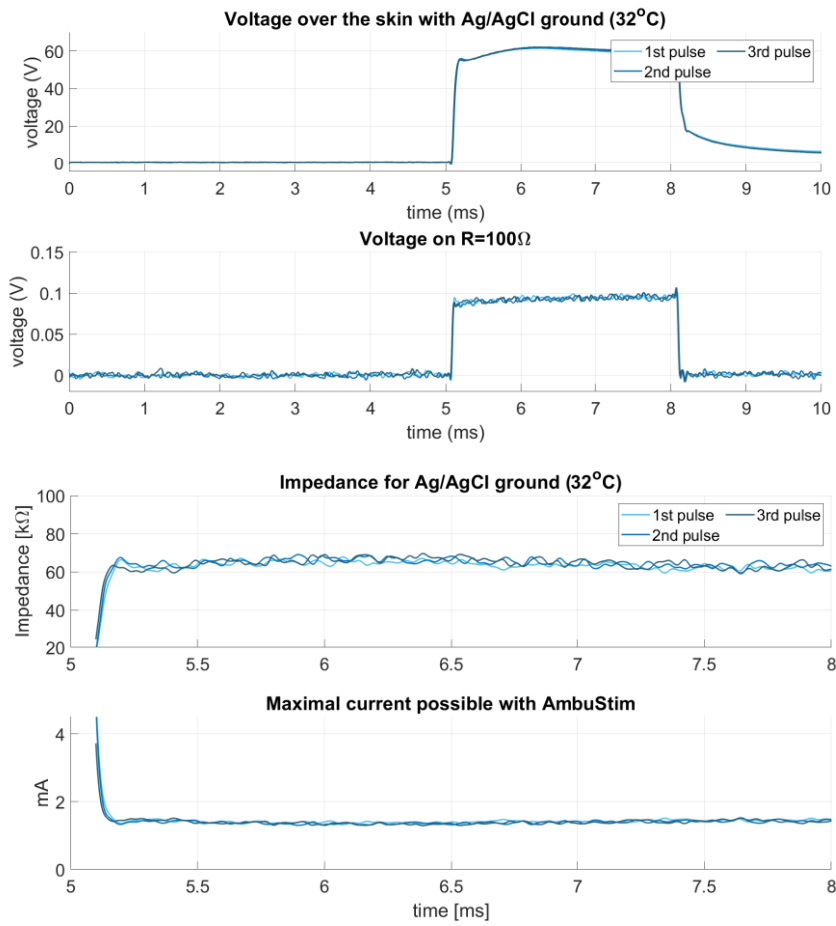 Voltage over the skin with Ag/AgCl ground (32°C)
voltage (V)
60
40
20
0
1st pulse
3rd pulse
2nd pulse
0 1 2 3 4 5 6 7 8 9 10
time (ms)
Voltage on R=100Ω
voltage (V)
0.15
0.1
0.05
0
0 1 2 3 4 5 6 7 8 9 10
time (ms)
Impedance for Ag/AgCl ground (32°C)
Impedance [kΩ]
100
80
60
40
20
1st pulse
3rd pulse
2nd pulse
5 5.5 6 6.5 7 7.5 8
Maximal current possible with AmbuStim
mA
4
2
0
5 5.5 6 6.5 7 7.5 8
time [ms]